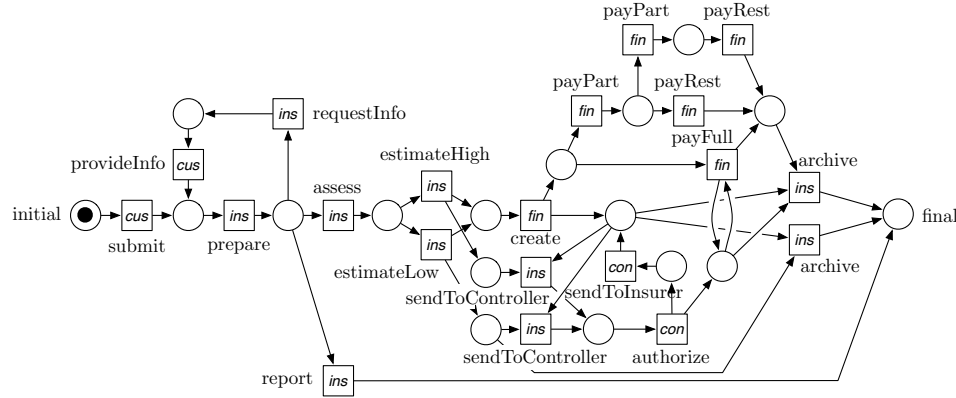 payPart payRest
fin fin
payPart payRest
fin fin
ins requestInfo
payFull
provideInfo cus
estimateHigh
fin
archive
assess
ins
ins
initial cus ins ins fin final
submit prepare
create
ins
ins
estimateLow
archive
ins
con
sendToController sendToInsurer
ins con
sendToController authorize
report ins